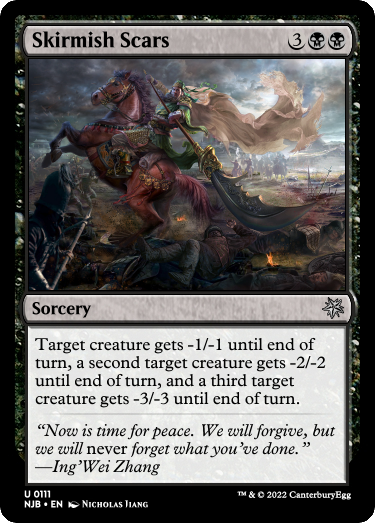 Skirmish Scars 3
Sorcery
Target creature gets -1/-1 until end of
turn, a second target creature gets -2/-2
until end of turn, and a third target
creature gets -3/-3 until end of turn.
“Now is time for peace. We will forgive, but
we will never forget what you’ve done.”
—Ing’Wei Zhang
U 0111
NJB • EN Nicholas Jiang
™ & © 2022 CanterburyEgg